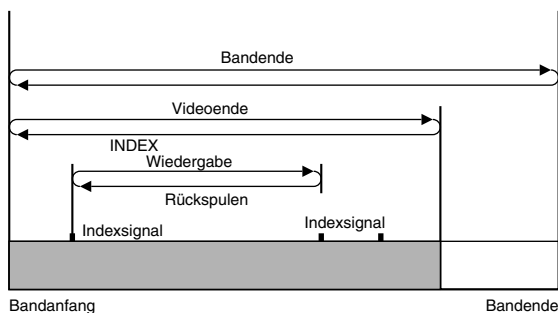 Bandende
Videoende
INDEX
Wiedergabe
Rückspulen
Indexsignal
Indexsignal
Bandanfang
Bandende